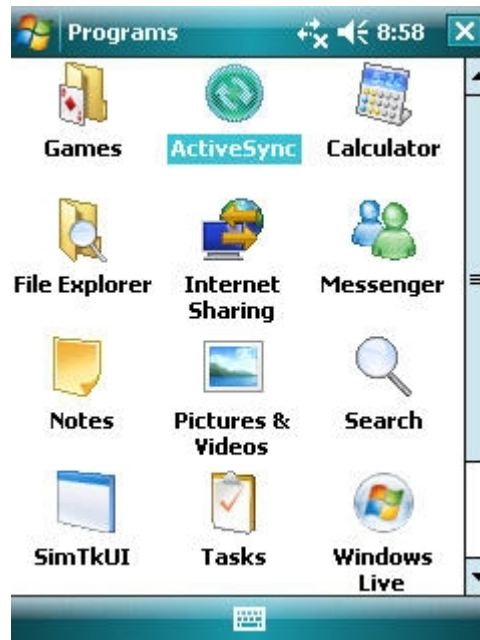 Programs 8:58
Games ActiveSync Calculator
File Explorer Internet Sharing Messenger
Notes Pictures & Videos Search
SimTkUI Tasks Windows Live